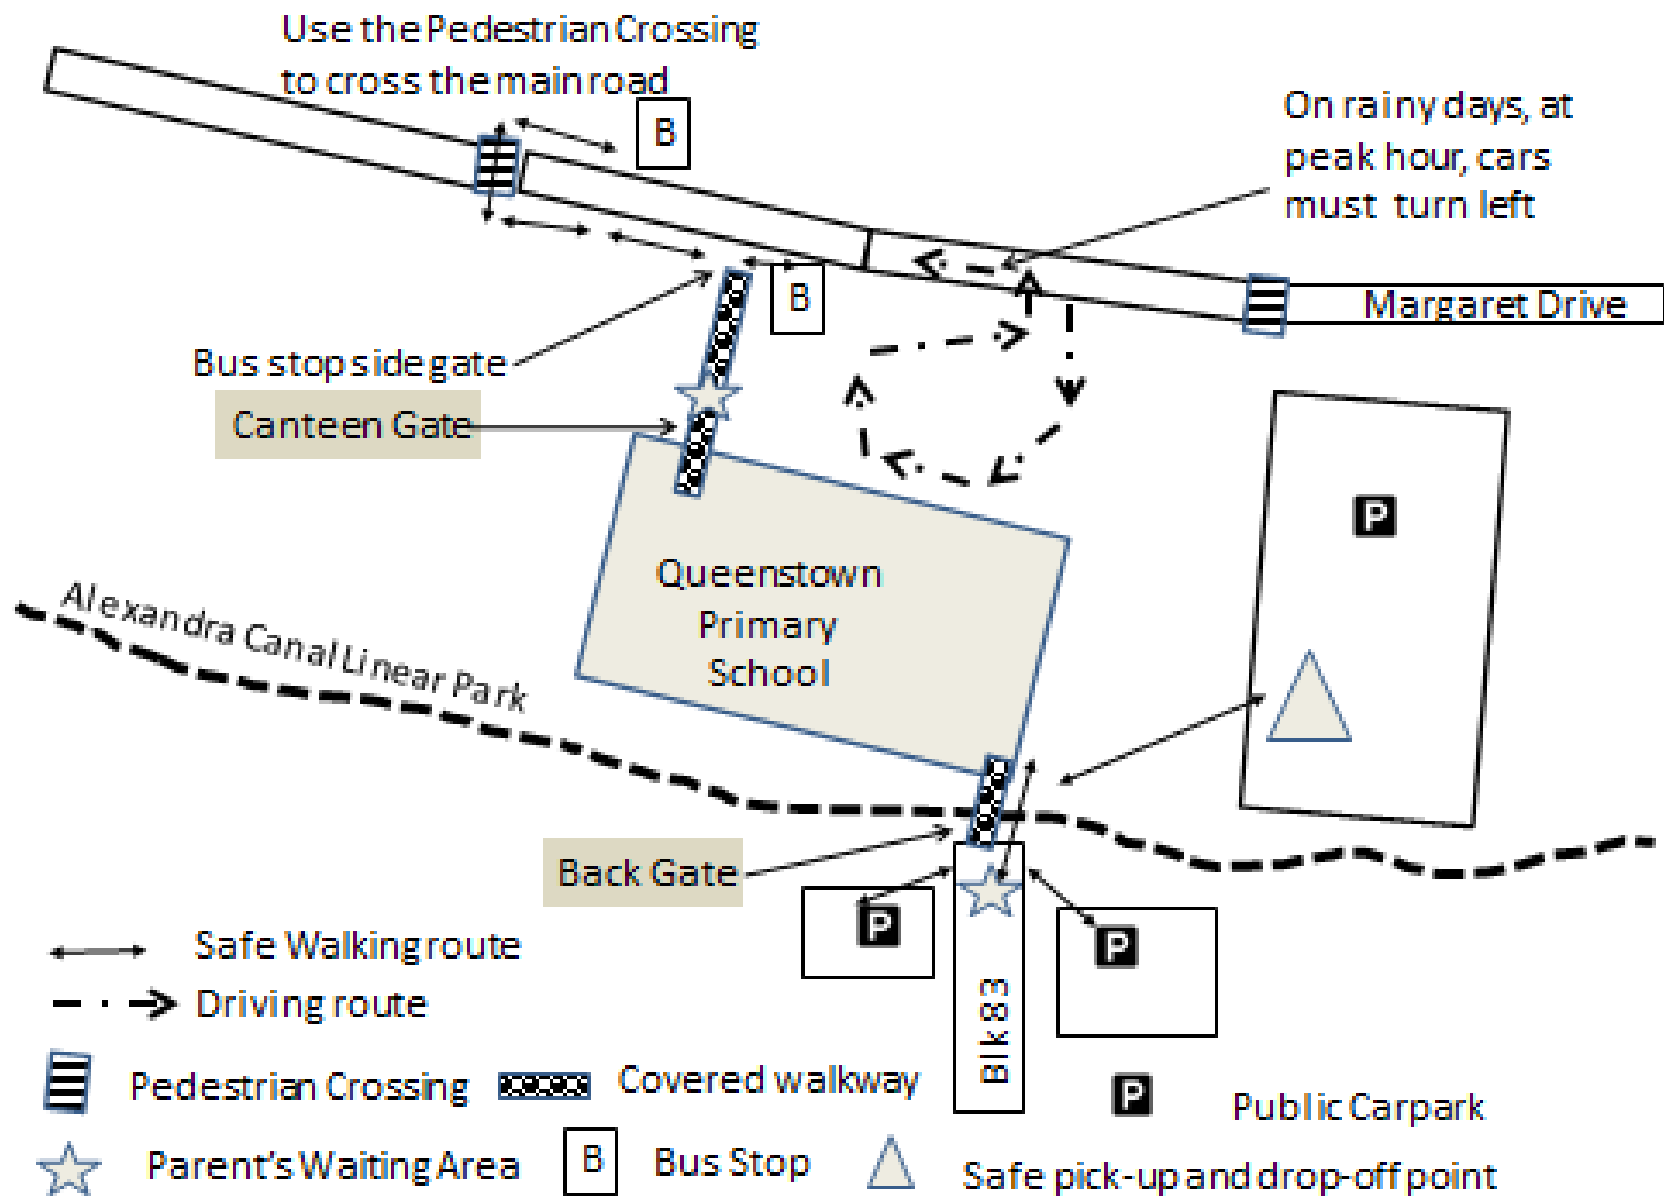 Use the Pedestrian Crossing
to cross the main road
B
On rainy days, at
peak hour, cars
must turn left
B
Margaret Drive
Bus stop side gate
Canteen Gate
P
Queenstown
Primary
School
Alexandra Canal Linear Park
Back Gate
P
P
Blk 83
Safe Walking route
Driving route
Pedestrian Crossing
Covered walkway
P
Public Carpark
Parent's Waiting Area
B
Bus Stop
Safe pick-up and drop-off point